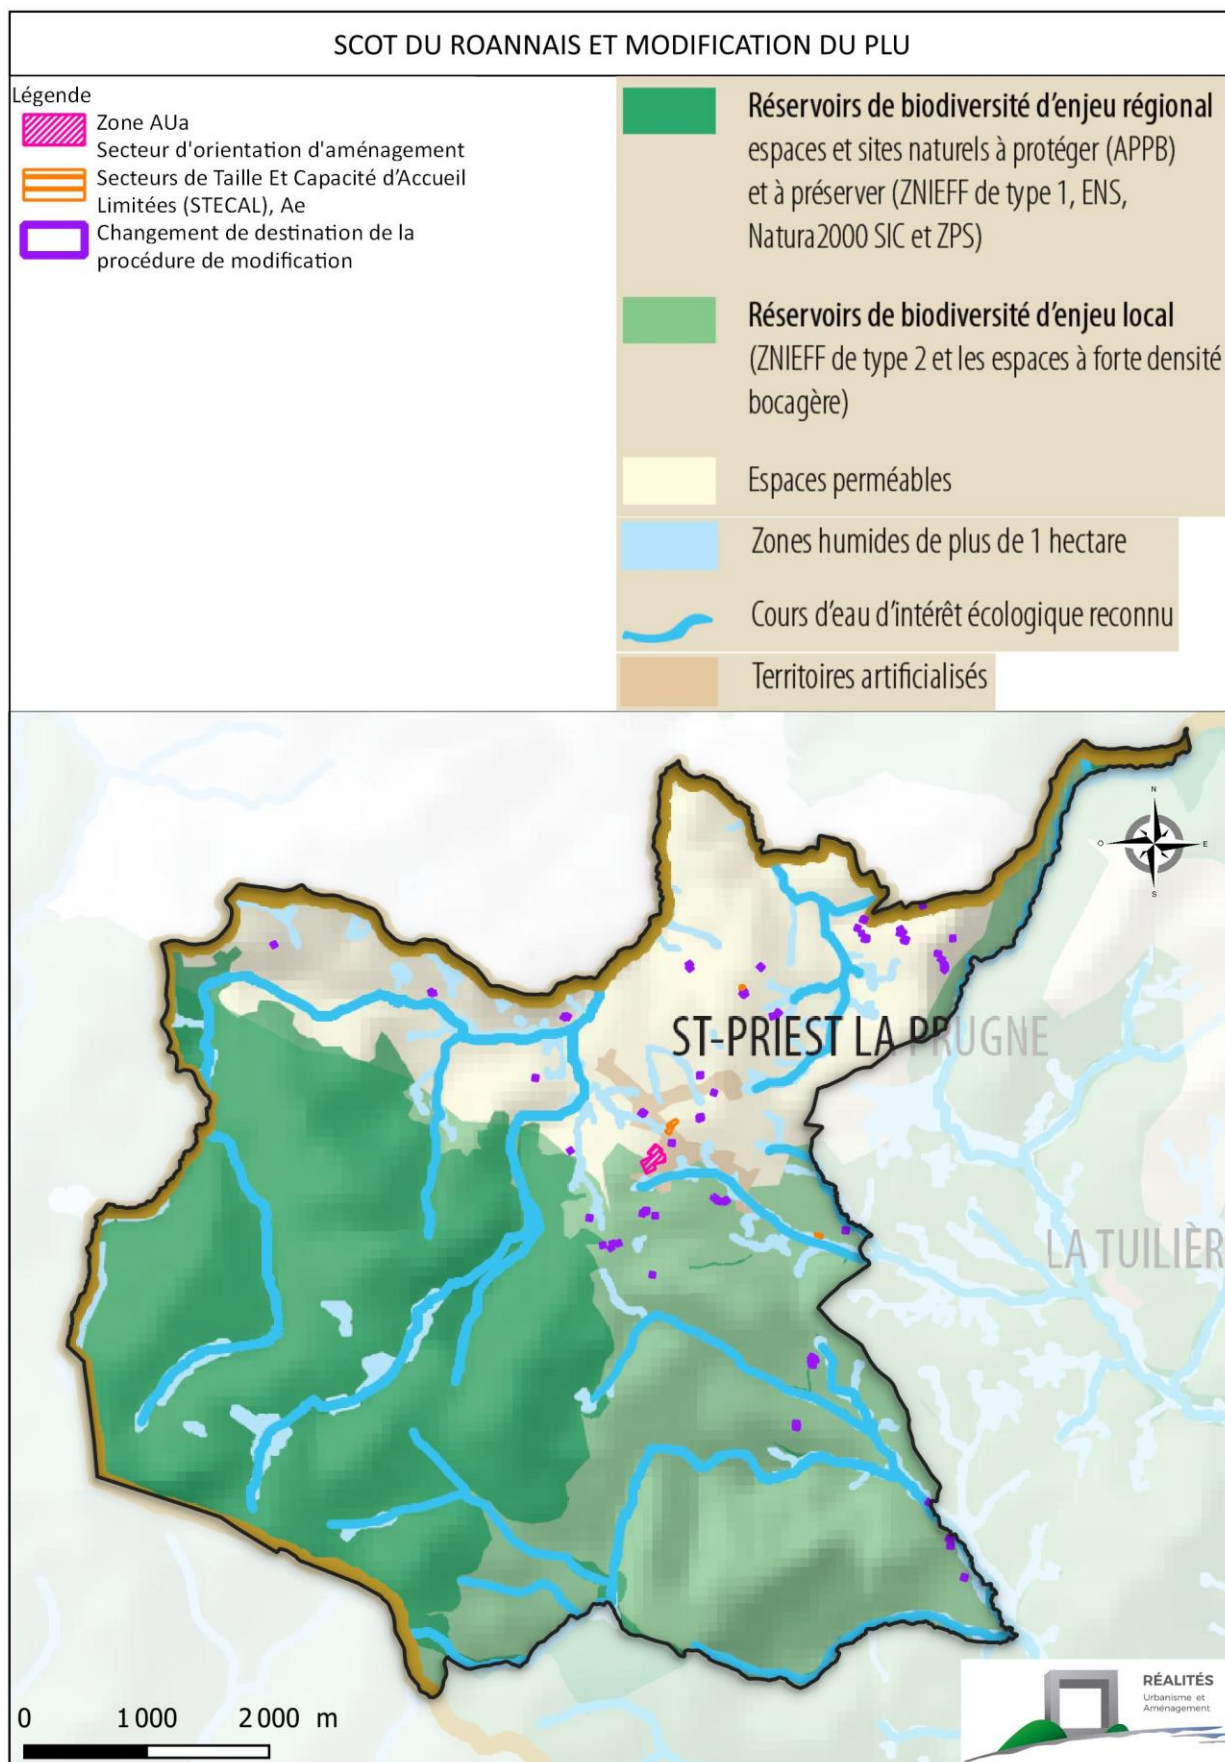 SCOT DU ROANNAIS ET MODIFICATION DU PLU
Légende
Zone AUa
Secteur d'orientation d'aménagement
Secteurs de Taille Et Capacité d'Accueil
Limitées (STECAL), Ae
Changement de destination de la
procédure de modification
Réservoirs de biodiversité d'enjeu régional
espaces et sites naturels à protéger (APPB)
et à préserver (ZNIEFF de type 1, ENS,
Natura2000 SIC et ZPS)
Réservoirs de biodiversité d'enjeu local
(ZNIEFF de type 2 et les espaces à forte densité
bocagère)
Espaces perméables
Zones humides de plus de 1 hectare
Cours d'eau d'intérêt écologique reconnu
Territoires artificialisés
N
O
E
S
ST-PRIEST LA PRUGNE
LA TUILIÈR
RÉALITÉS
Urbanisme et
Aménagement
0 1 000 2 000 m